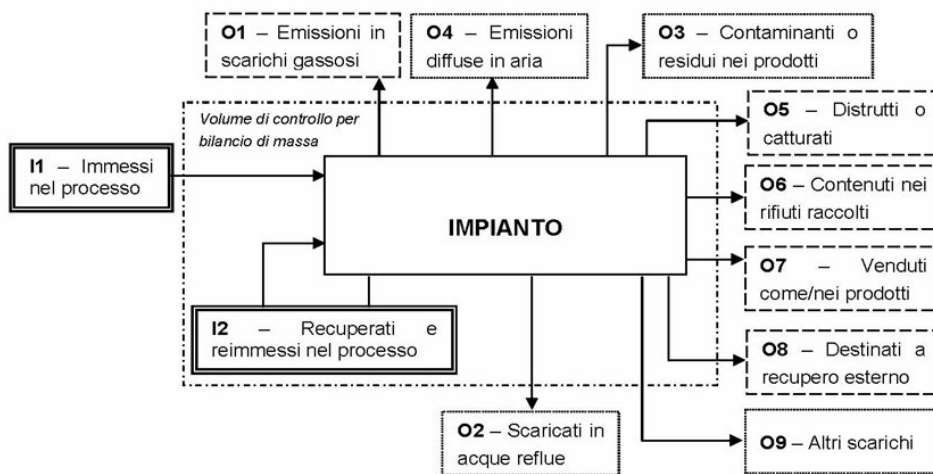 O1 – Emissioni in
scarichi gassosi
O4 – Emissioni
diffuse in aria
O3 – Contaminanti o
residui nei prodotti
Volume di controllo per
bilancio di massa
O5 – Distrutti o
catturati
I1 – Immessi
nel processo
O6 – Contenuti nei
rifiuti raccolti
IMPIANTO
O7 – Venduti
come/nei prodotti
I2 – Recuperati e
reimmessi nel processo
O8 – Destinati a
recupero esterno
O2 – Scaricati in
acque reflue
O9 – Altri scarichi